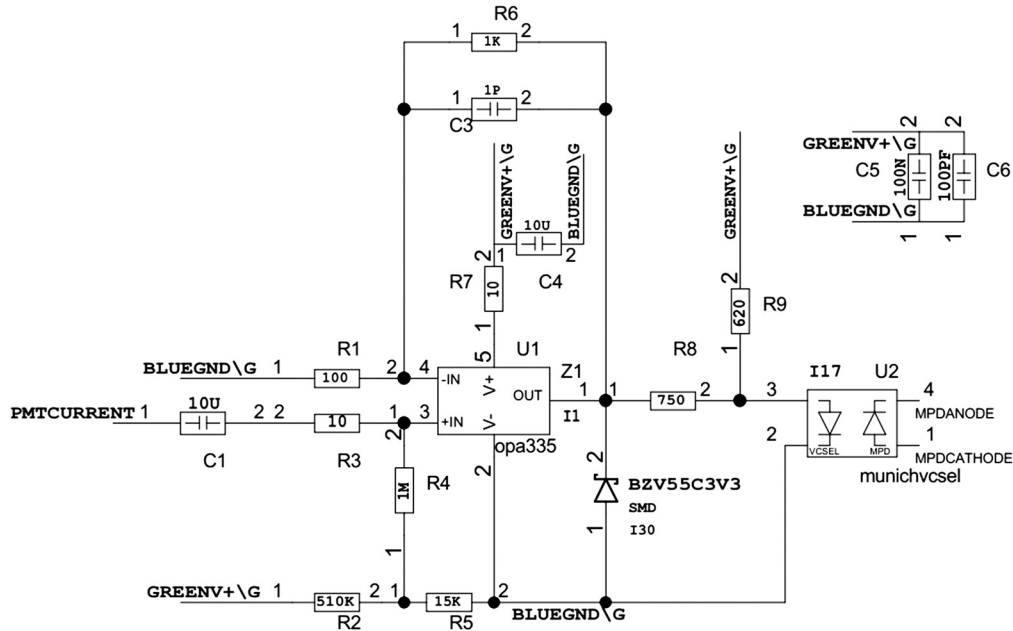 R6
1 1K 2
1 1P 2
C3
GREENV+\G
BLUEGND\G
10U
2 1 2
R7 10 C4
1
GREENV+\G
2
620 R9
1
2 2
GREENV+\G
C5 100N 100PF C6
BLUEGND\G
1 1
BLUEGND\G 1 R1 100 2 4 -IN
5 V+ U1
OUT 1 Z1 1
I1
R8
750 2
I17 U2
3 4
MPDANODE
2 1
VCSEL MPD MPDCATHODE
munichvcsel
PMTCURRENT 1 10U 2 2 10 1 3 +IN
V-
opa335
C1 R3 2
R4
1M
1
2
2
BZV55C3V3
SMD
1 I30
GREENV+\G 1 510K 2 1 15K 2
BLUEGND\G
R2 R5